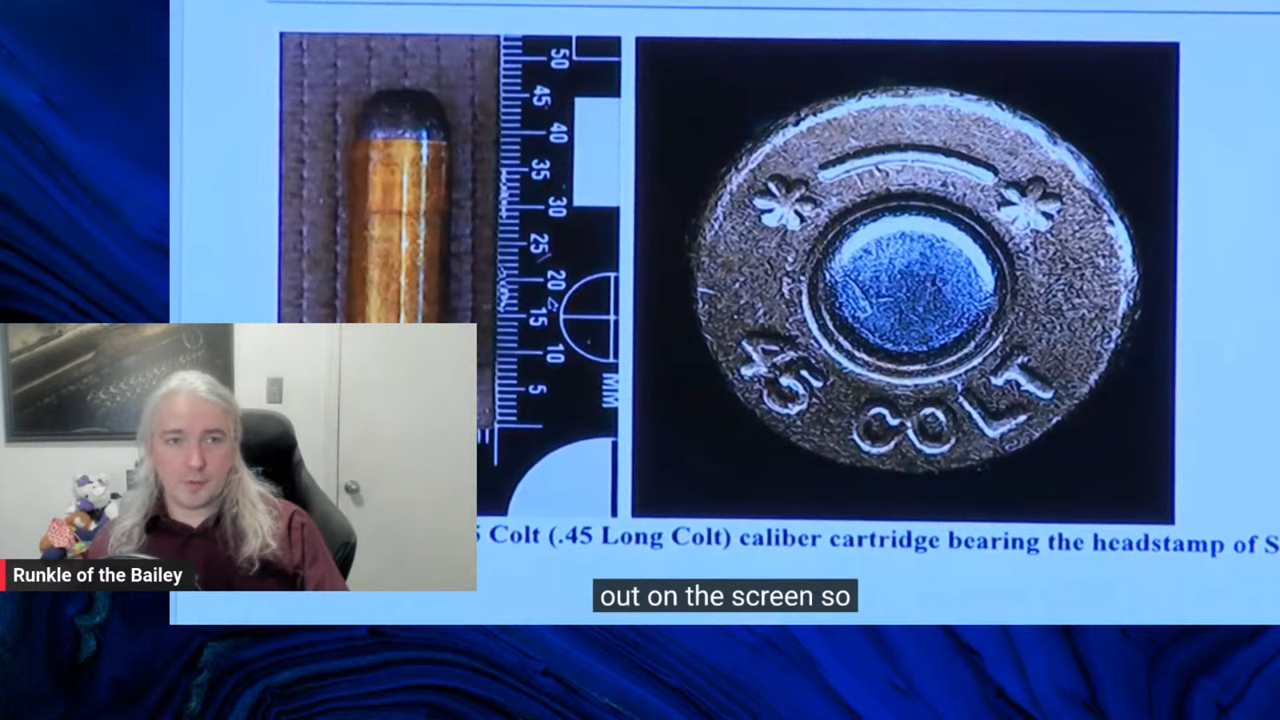 50
45
40
35
30
25
20
15
10
5
MM
45 COLT
5 Colt (.45 Long Colt) caliber cartridge bearing the headstamp of S
Runkle of the Bailey
out on the screen so